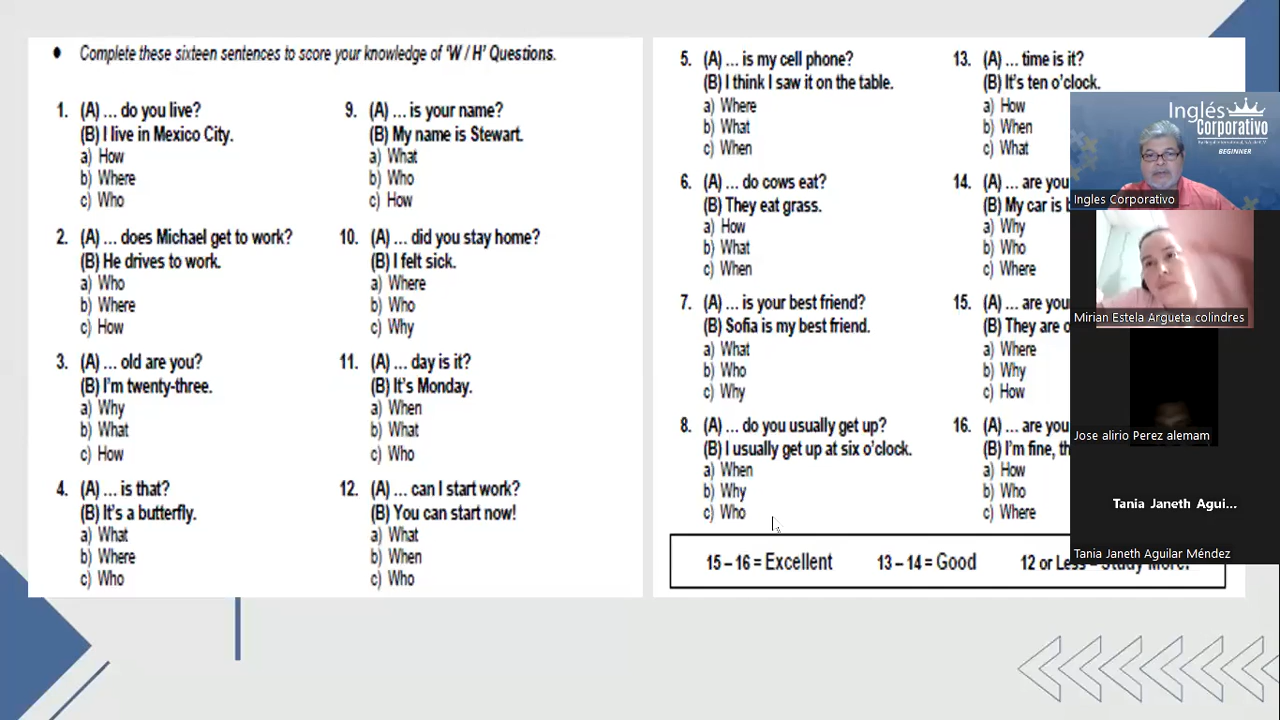 Complete these sixteen sentences to score your knowledge of 'W / H' Questions.
1. (A) ... do you live?
(B) I live in Mexico City.
a) How
b) Where
c) Who
2. (A) ... does Michael get to work?
(B) He drives to work.
a) Who
b) Where
c) How
3. (A) ... old are you?
(B) I'm twenty-three.
a) Why
b) What
c) How
4. (A) ... is that?
(B) It's a butterfly.
a) What
b) Where
c) Who
9. (A) ... is your name?
(B) My name is Stewart.
a) What
b) Who
c) How
10. (A) ... did you stay home?
(B) I felt sick.
a) Where
b) Who
c) Why
11. (A) ... day is it?
(B) It's Monday.
a) When
b) What
c) Who
12. (A) ... can I start work?
(B) You can start now!
a) What
b) When
c) Who
5. (A) ... is my cell phone?
(B) I think I saw it on the table.
a) Where
b) What
c) When
6. (A) ... do cows eat?
(B) They eat grass.
a) How
b) What
c) When
7. (A) ... is your best friend?
(B) Sofia is my best friend.
a) What
b) Who
c) Why
8. (A) ... do you usually get up?
(B) I usually get up at six o'clock.
a) When
b) Why
c) Who
13. (A) ... time is it?
(B) It's ten o'clock.
a) How
b) When
c) What
14. (A) ... are you
(B) My car is
a) Why
b) Who
c) Where
15. (A) ... are you
(B) They are
a) Where
b) Why
c) How
16. (A) ... are you
(B) I'm fine,
a) How
b) Who
c) Where
15 – 16 = Excellent 13 – 14 = Good 12 or Less = Study More!
Inglés
Corporativo
BEGINNER
Ingles Corporativo
Mirian Estela Argueta colindres
Jose alirio Perez alemam
Tania Janeth Agui...
Tania Janeth Aguilar Méndez